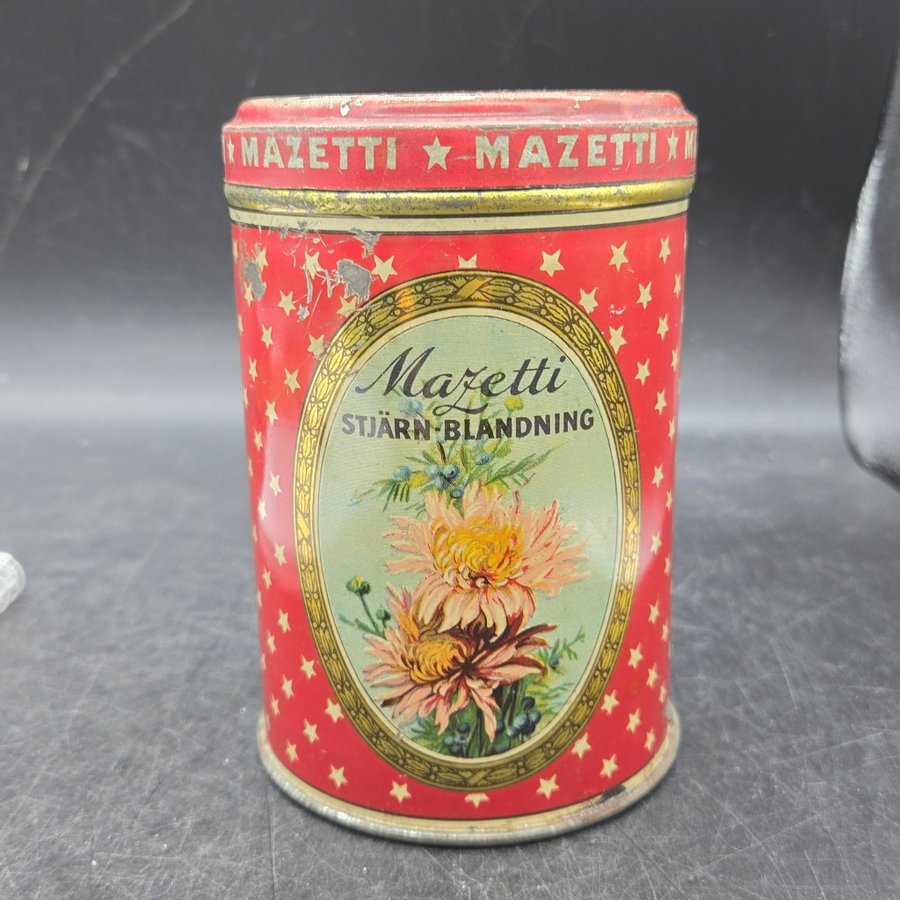 ★ MAZETTI ★ MAZETTI ★ M
Mazetti
STJÄRN-BLANDNING